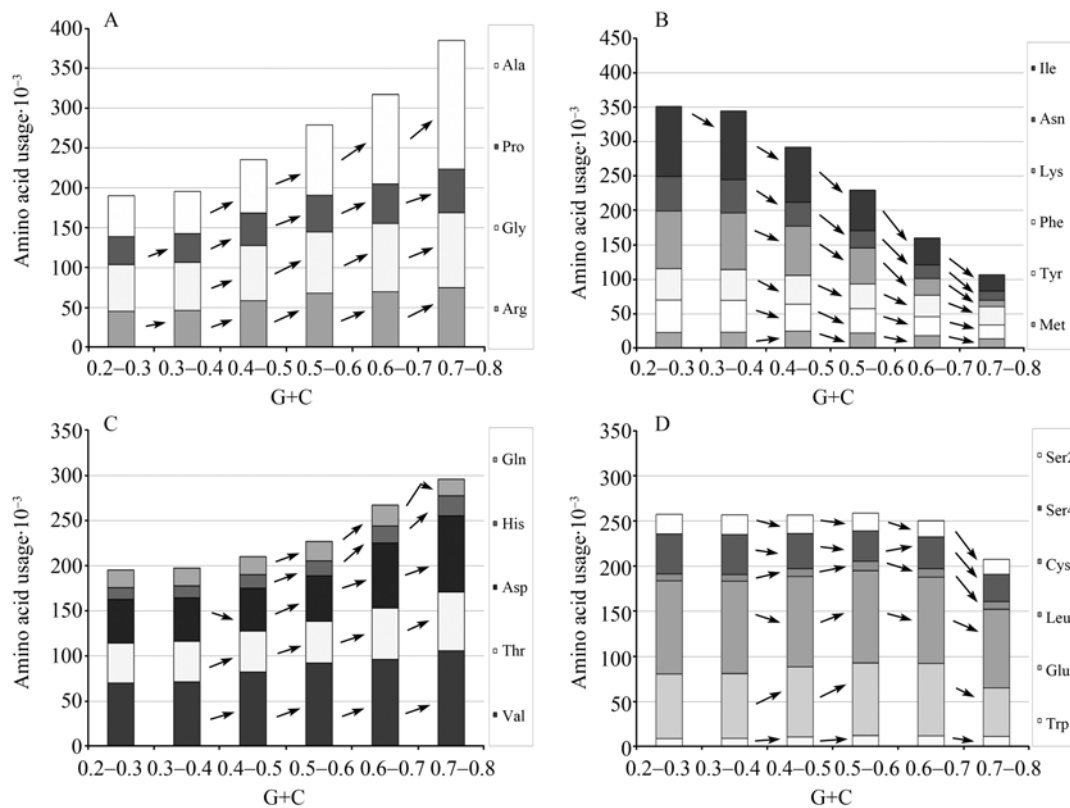 A
400
350
300
250
200
150
100
50
0
Amino acid usage·10⁻³
0.2–0.3 0.3–0.4 0.4–0.5 0.5–0.6 0.6–0.7 0.7–0.8
G+C
Ala
Pro
Gly
Arg
B
450
400
350
300
250
200
150
100
50
0
Amino acid usage·10⁻³
0.2–0.3 0.3–0.4 0.4–0.5 0.5–0.6 0.6–0.7 0.7–0.8
G+C
Ile
Asn
Lys
Phe
Tyr
Met
C
350
300
250
200
150
100
50
0
Amino acid usage·10⁻³
0.2–0.3 0.3–0.4 0.4–0.5 0.5–0.6 0.6–0.7 0.7–0.8
G+C
Gln
His
Asp
Thr
Val
D
350
300
250
200
150
100
50
0
Amino acid usage·10⁻³
0.2–0.3 0.3–0.4 0.4–0.5 0.5–0.6 0.6–0.7 0.7–0.8
G+C
Ser2
Ser4
Cys
Leu
Glu
Trp